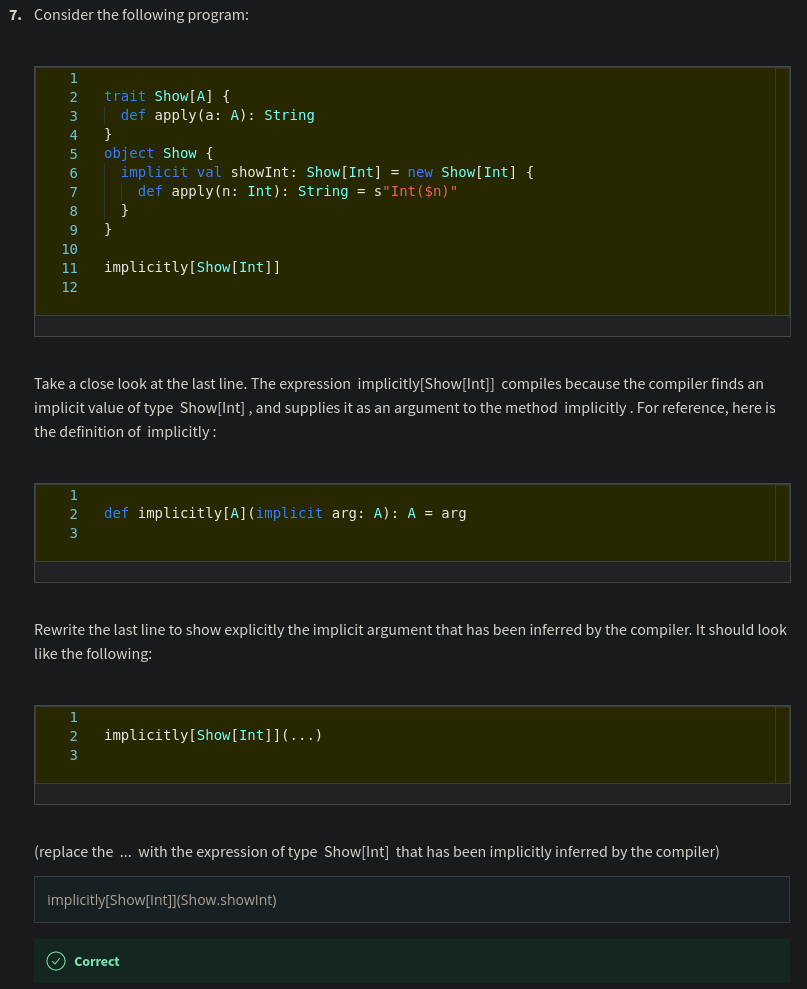 7. Consider the following program:
1
2 trait Show[A] {
3 def apply(a: A): String
4 }
5 object Show {
6 implicit val showInt: Show[Int] = new Show[Int] {
7 def apply(n: Int): String = s"Int($n)"
8 }
9 }
10
11 implicitly[Show[Int]]
12
Take a close look at the last line. The expression implicitly[Show[Int]] compiles because the compiler finds an
implicit value of type Show[Int] , and supplies it as an argument to the method implicitly . For reference, here is
the definition of implicitly :
1
2 def implicitly[A](implicit arg: A): A = arg
3
Rewrite the last line to show explicitly the implicit argument that has been inferred by the compiler. It should look
like the following:
1
2 implicitly[Show[Int]](...)
3
(replace the ... with the expression of type Show[Int] that has been implicitly inferred by the compiler)
implicitly[Show[Int]](Show.showInt)
Correct